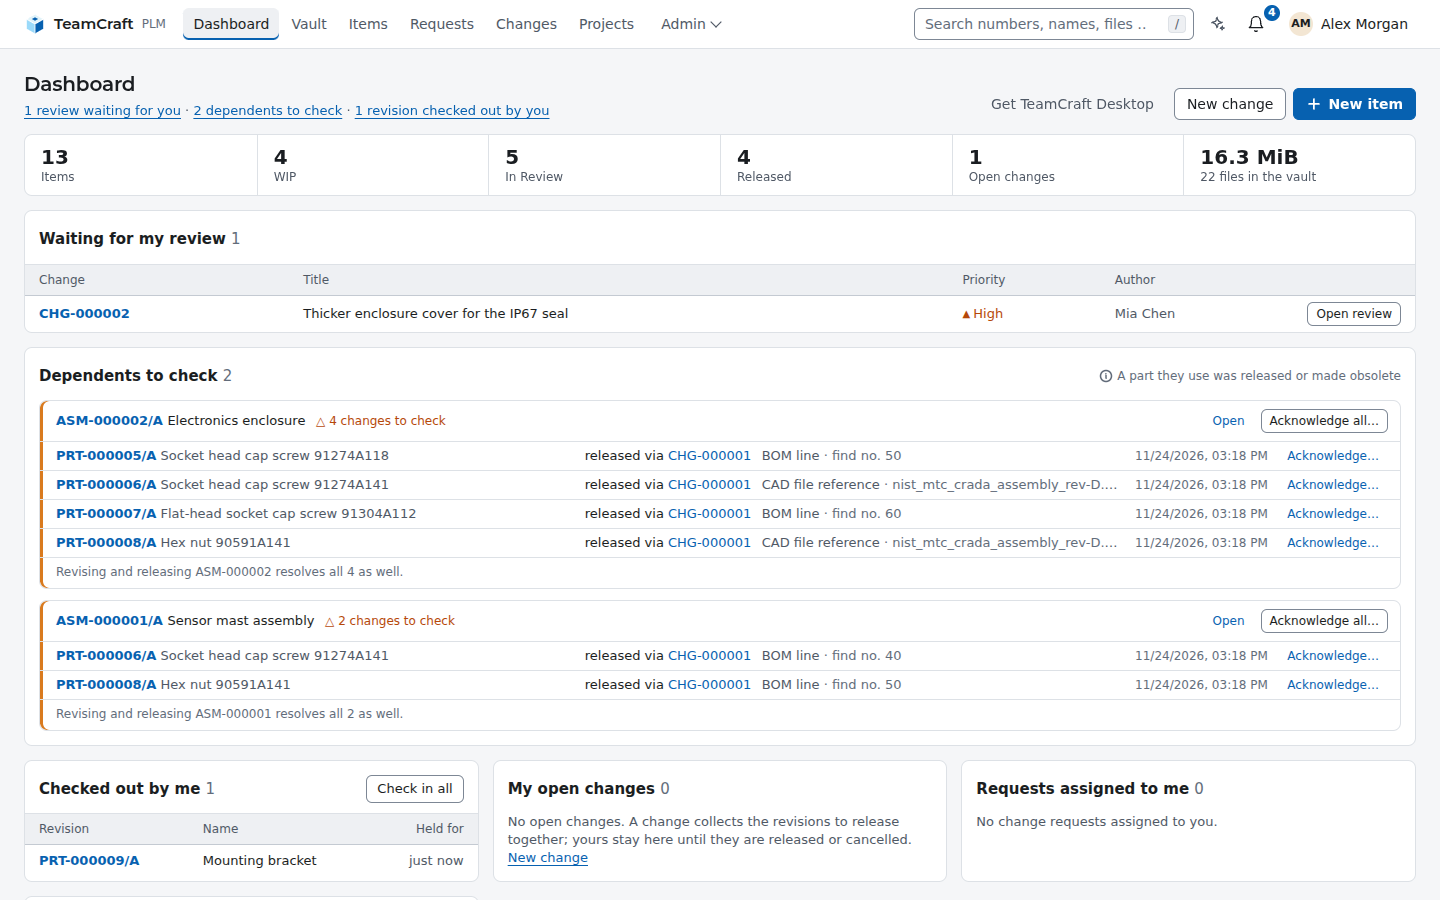 TeamCraft PLM
Dashboard Vault Items Requests Changes Projects Admin
Search numbers, names, files .. /
4
AM Alex Morgan
Dashboard
1 review waiting for you · 2 dependents to check · 1 revision checked out by you
Get TeamCraft Desktop New change + New item
13 Items
4 WIP
5 In Review
4 Released
1 Open changes
16.3 MiB 22 files in the vault
Waiting for my review 1
Change Title Priority Author
CHG-000002 Thicker enclosure cover for the IP67 seal ▲ High Mia Chen Open review
Dependents to check 2 A part they use was released or made obsolete
ASM-000002/A Electronics enclosure △ 4 changes to check Open Acknowledge all...
PRT-000005/A Socket head cap screw 91274A118 released via CHG-000001 BOM line · find no. 50 11/24/2026, 03:18 PM Acknowledge...
PRT-000006/A Socket head cap screw 91274A141 released via CHG-000001 CAD file reference · nist_mtc_crada_assembly_rev-D.... 11/24/2026, 03:18 PM Acknowledge...
PRT-000007/A Flat-head socket cap screw 91304A112 released via CHG-000001 BOM line · find no. 60 11/24/2026, 03:18 PM Acknowledge...
PRT-000008/A Hex nut 90591A141 released via CHG-000001 CAD file reference · nist_mtc_crada_assembly_rev-D.... 11/24/2026, 03:18 PM Acknowledge...
Revising and releasing ASM-000002 resolves all 4 as well.
ASM-000001/A Sensor mast assembly △ 2 changes to check Open Acknowledge all...
PRT-000006/A Socket head cap screw 91274A141 released via CHG-000001 BOM line · find no. 40 11/24/2026, 03:18 PM Acknowledge...
PRT-000008/A Hex nut 90591A141 released via CHG-000001 BOM line · find no. 50 11/24/2026, 03:18 PM Acknowledge...
Revising and releasing ASM-000001 resolves all 2 as well.
Checked out by me 1 Check in all
Revision Name Held for
PRT-000009/A Mounting bracket just now
My open changes 0
No open changes. A change collects the revisions to release
together; yours stay here until they are released or cancelled.
New change
Requests assigned to me 0
No change requests assigned to you.